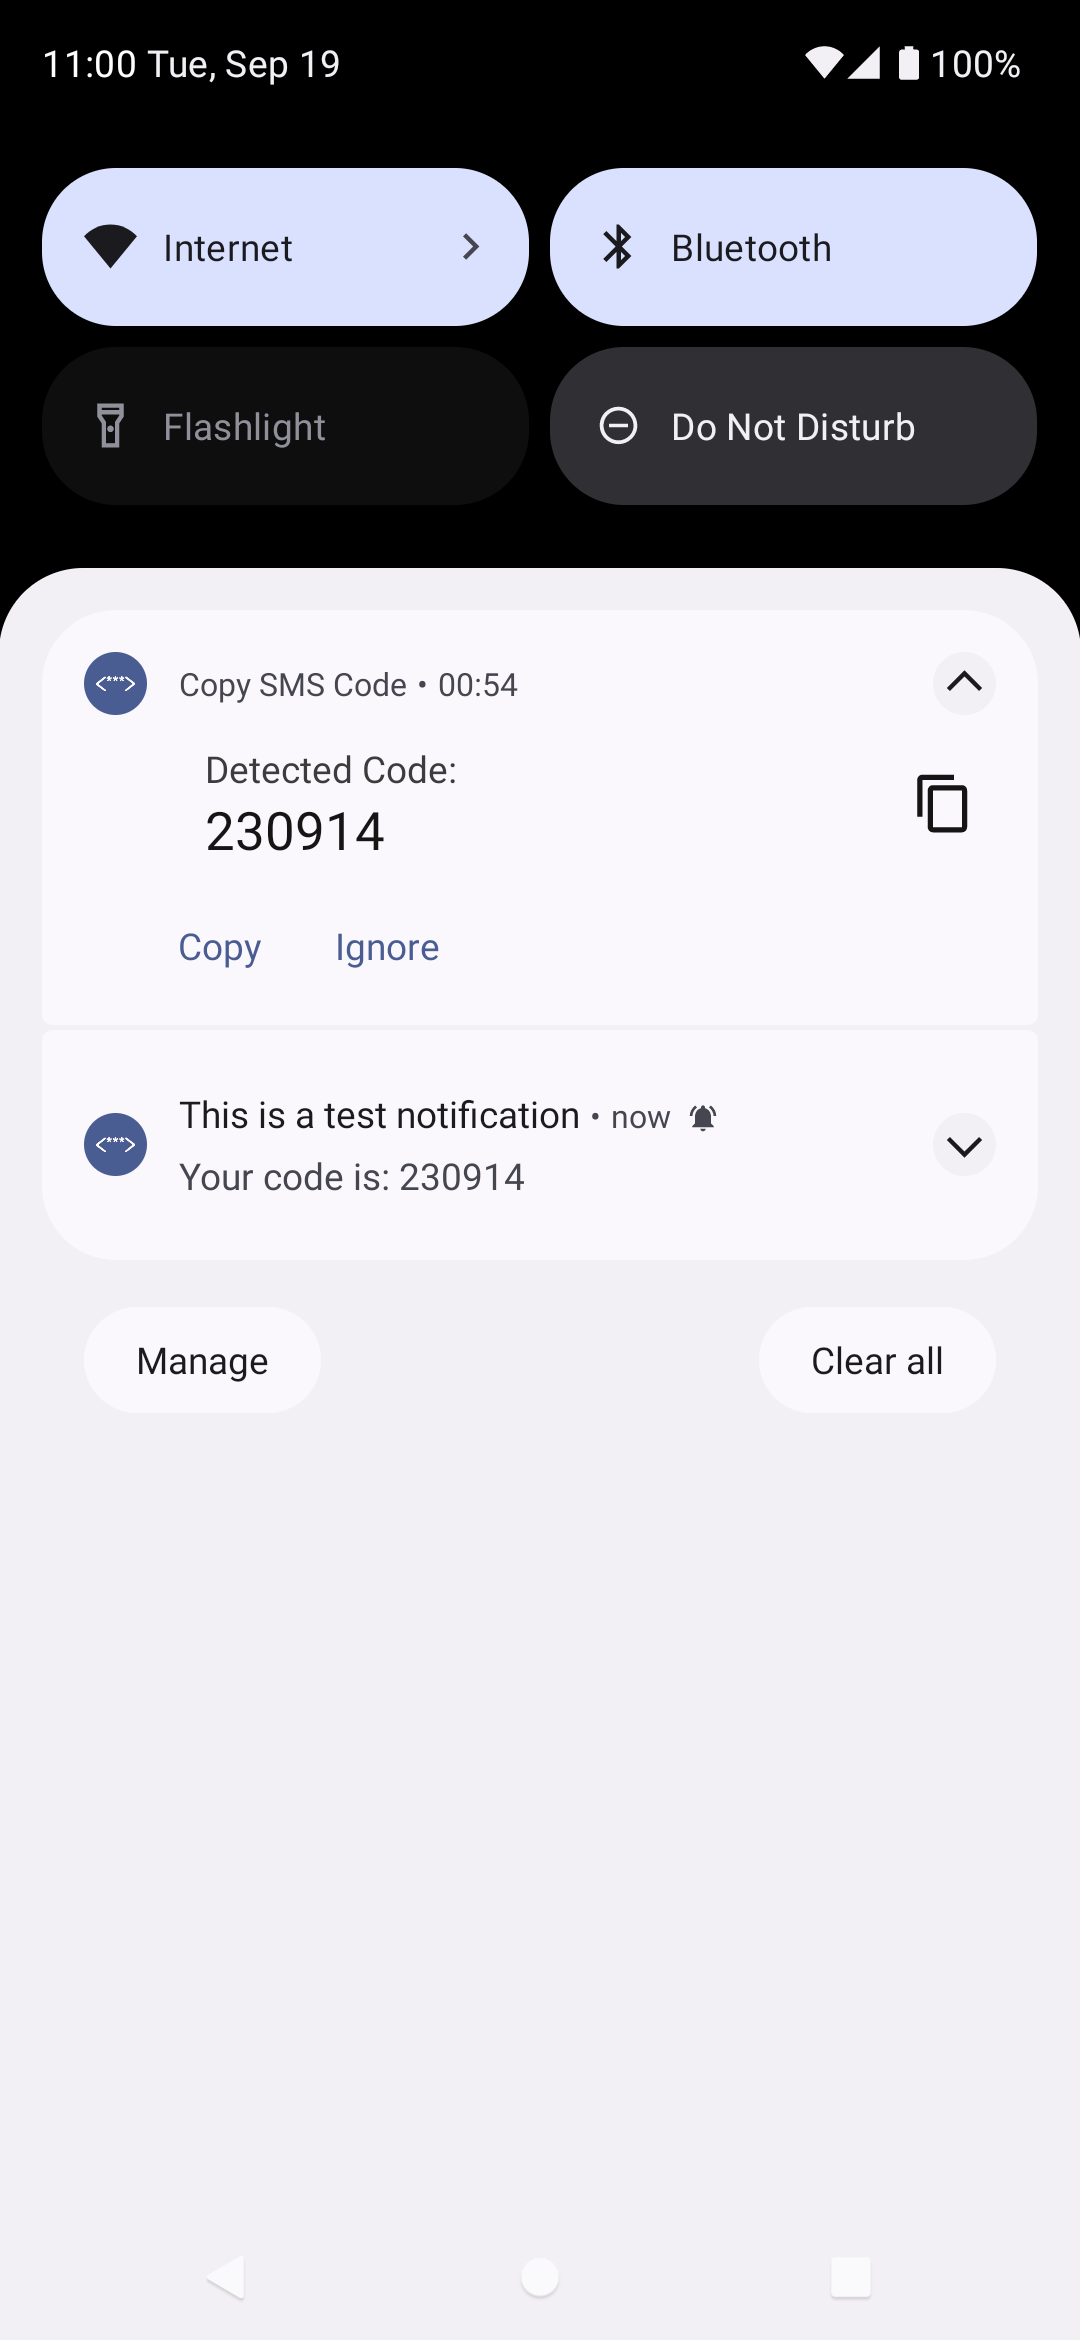 11:00 Tue, Sep 19 100%
Internet
Bluetooth
Flashlight
Do Not Disturb
<***> Copy SMS Code • 00:54
Detected Code:
230914
Copy Ignore
<***> This is a test notification • now
Your code is: 230914
Manage Clear all